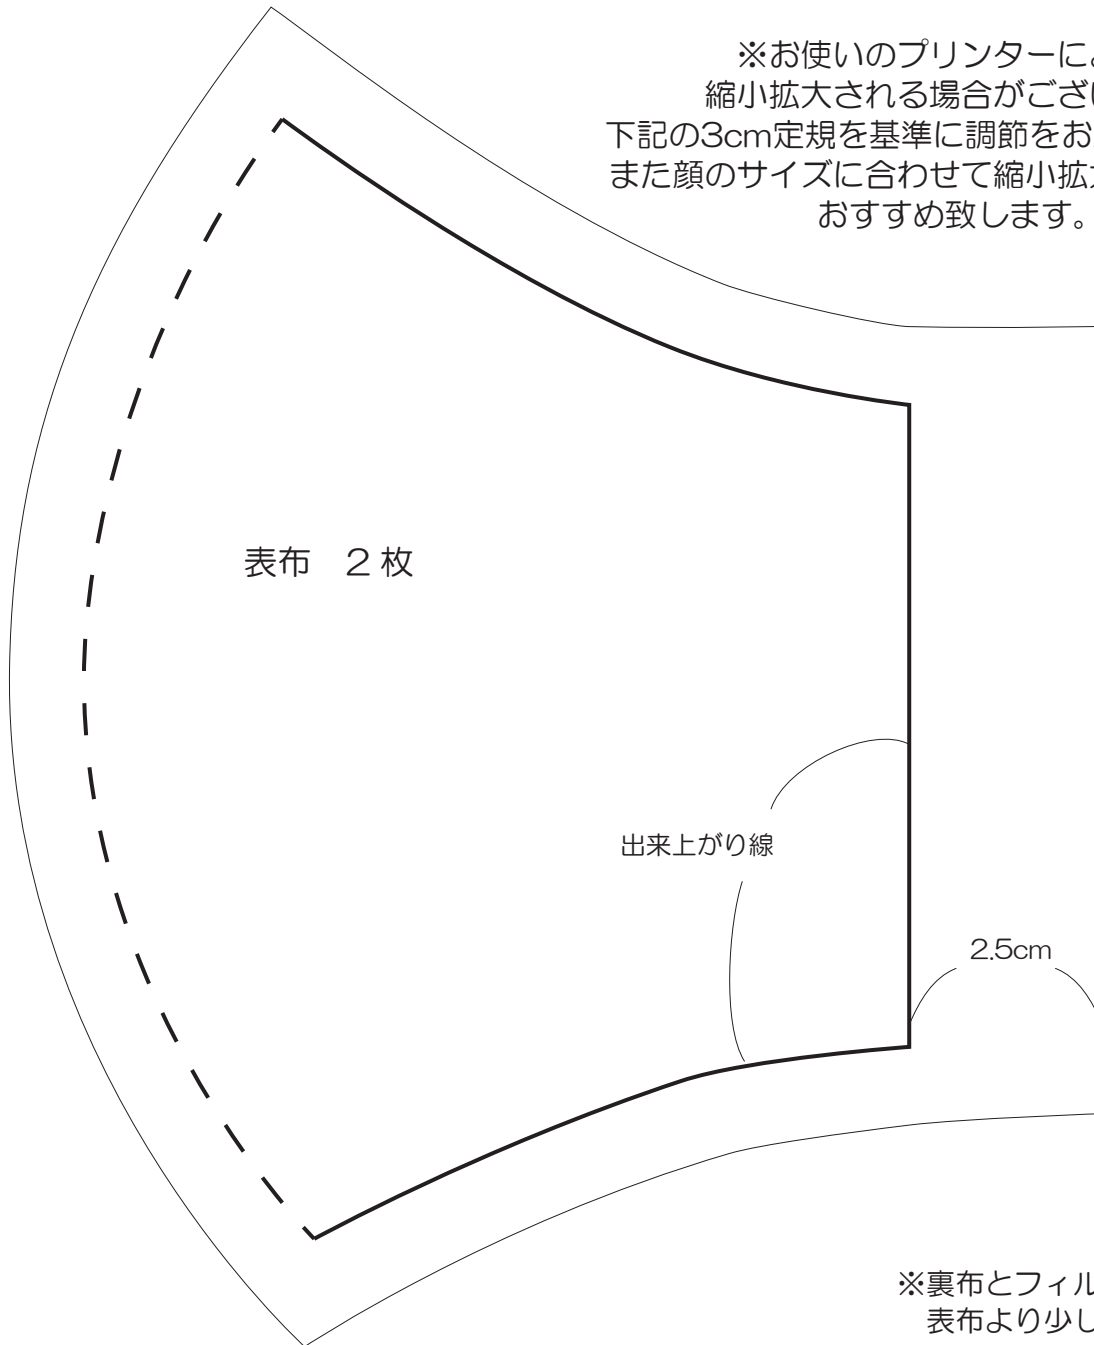 ※お使いのプリンターによ
縮小拡大される場合がござい
下記の3cm定規を基準に調節をお
また顔のサイズに合わせて縮小拡大
おすすめ致します。
表布 2枚
出来上がり線
2.5cm
※裏布とフィル
表布より少し